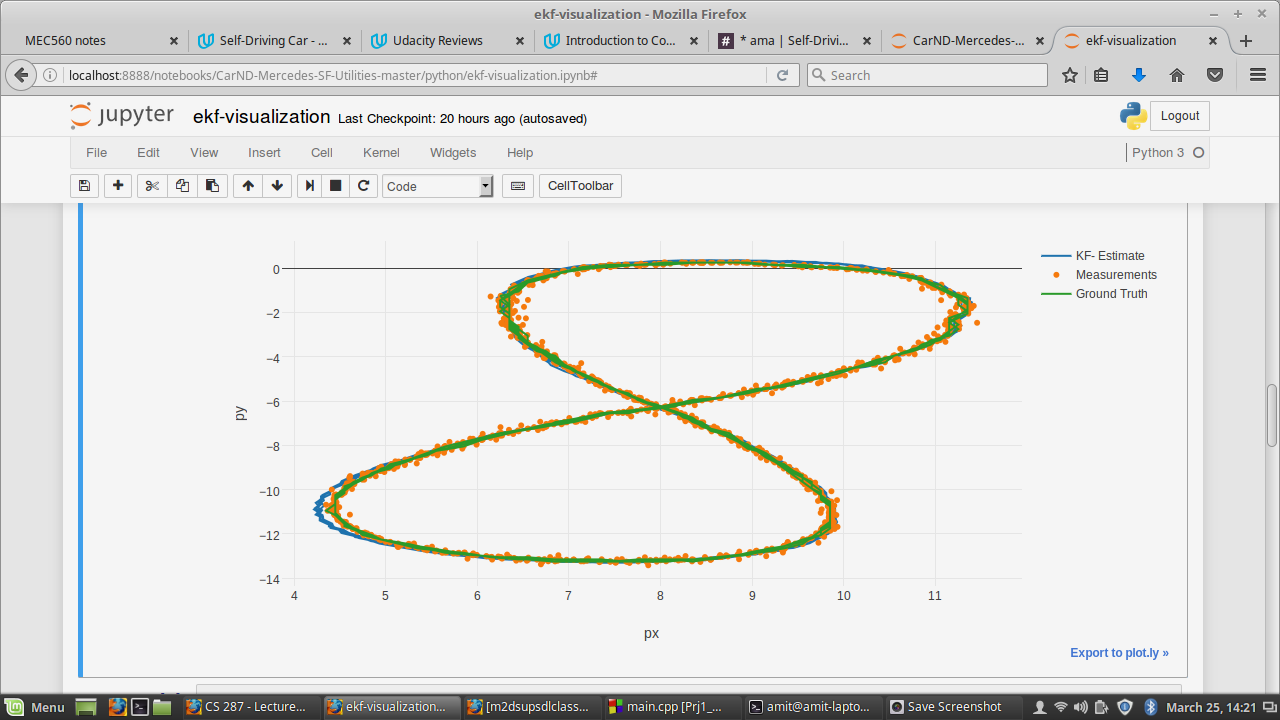 ekf-visualization - Mozilla Firefox
MEC560 notes
Self-Driving Car - ...
Udacity Reviews
Introduction to Co...
* ama | Self-Drivi...
CarND-Mercedes-...
ekf-visualization
localhost:8888/notebooks/CarND-Mercedes-SF-Utilities-master/python/ekf-visualization.ipynb#
Search
jupyter ekf-visualization Last Checkpoint: 20 hours ago (autosaved)
Logout
File Edit View Insert Cell Kernel Widgets Help
Python 3
Code
CellToolbar
KF- Estimate
Measurements
Ground Truth
0
−2
−4
−6
−8
−10
−12
−14
py
4 5 6 7 8 9 10 11
px
Export to plot.ly »
Menu
CS 287 - Lecture...
ekf-visualization...
[m2dsupsdlclass...
main.cpp [Prj1_...
amit@amit-lapto...
Save Screenshot
March 25, 14:21